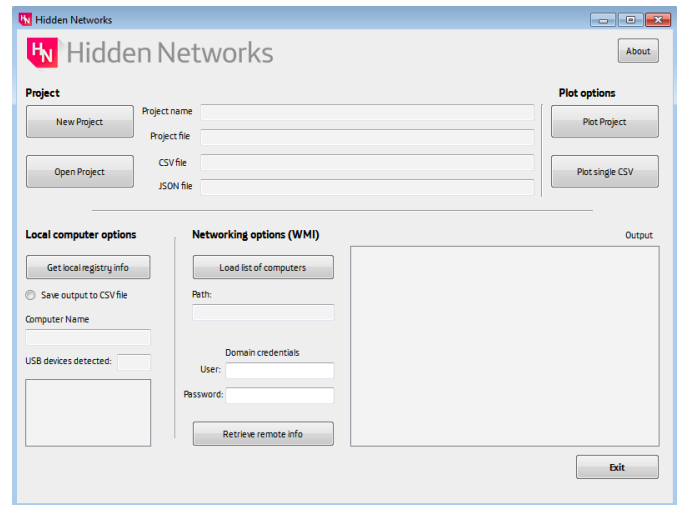 Hidden Networks
HN Hidden Networks
About
Project
Plot options
New Project
Project name
Plot Project
Project file
Open Project
CSV file
Plot single CSV
JSON file
Local computer options
Networking options (WMI)
Output
Get local registry info
Load list of computers
Save output to CSV file
Path:
Computer Name
Domain credentials
USB devices detected:
User:
Password:
Retrieve remote info
Exit